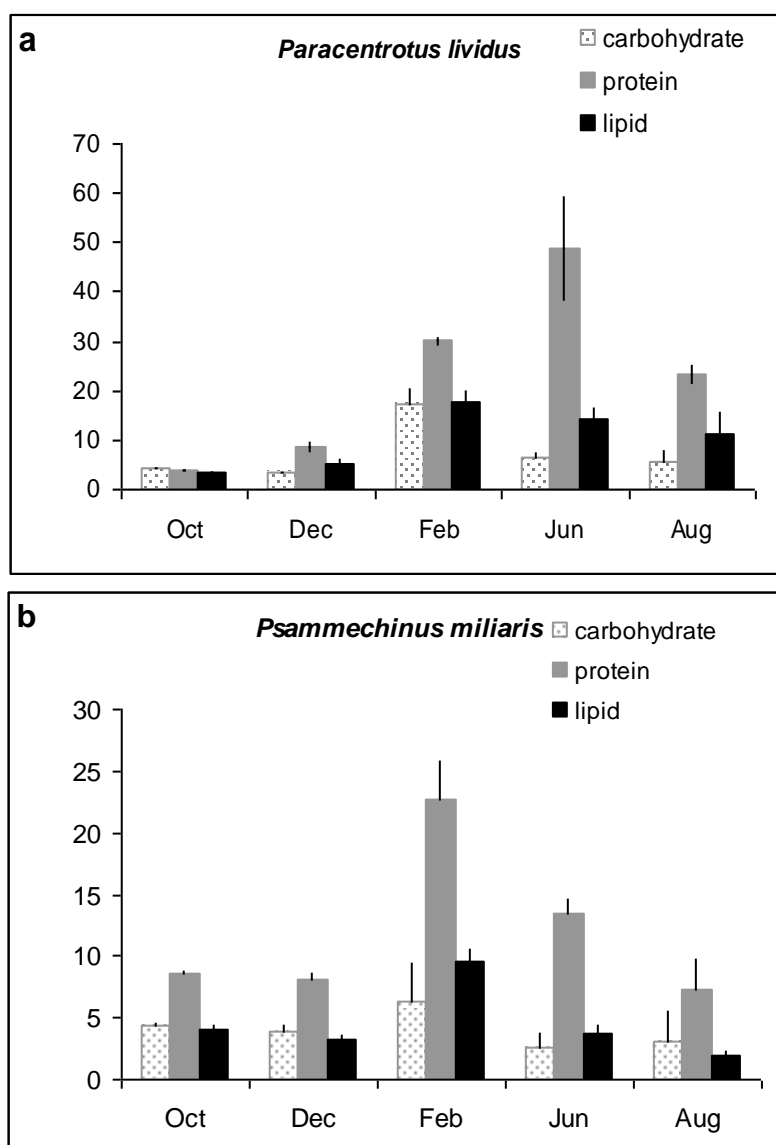 a
Paracentrotus lividus
carbohydrate
protein
lipid
70
60
50
40
30
20
10
0
Oct Dec Feb Jun Aug
b
Psammechinus miliaris
carbohydrate
protein
lipid
30
25
20
15
10
5
0
Oct Dec Feb Jun Aug